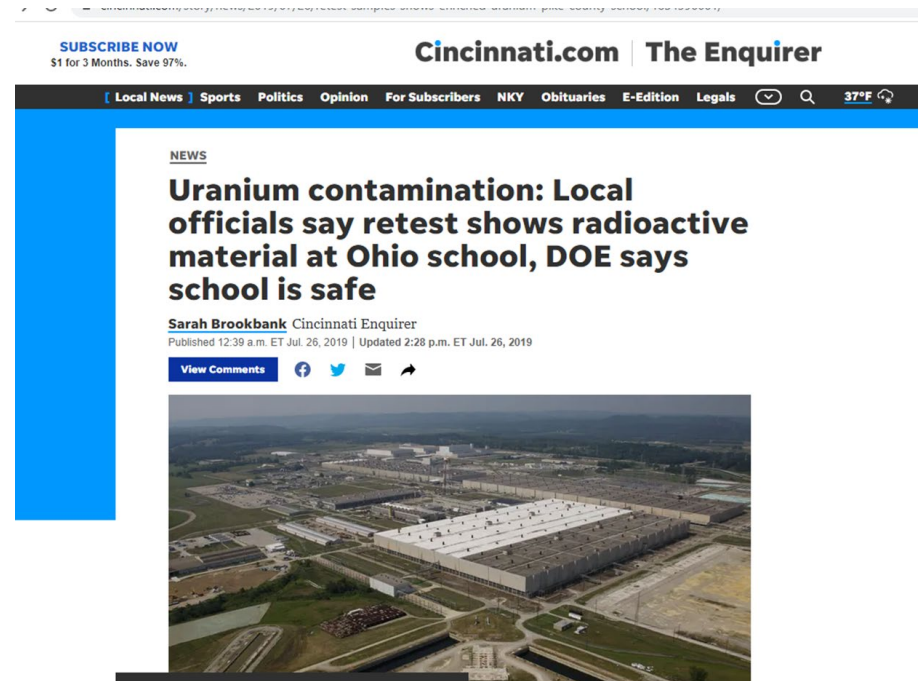 SUBSCRIBE NOW
$1 for 3 Months. Save 97%.
Cincinnati.com | The Enquirer
[ Local News ] Sports Politics Opinion For Subscribers NKY Obituaries E-Edition Legals 37°F
NEWS
Uranium contamination: Local
officials say retest shows radioactive
material at Ohio school, DOE says
school is safe
Sarah Brookbank Cincinnati Enquirer
Published 12:39 a.m. ET Jul. 26, 2019 | Updated 2:28 p.m. ET Jul. 26, 2019
View Comments